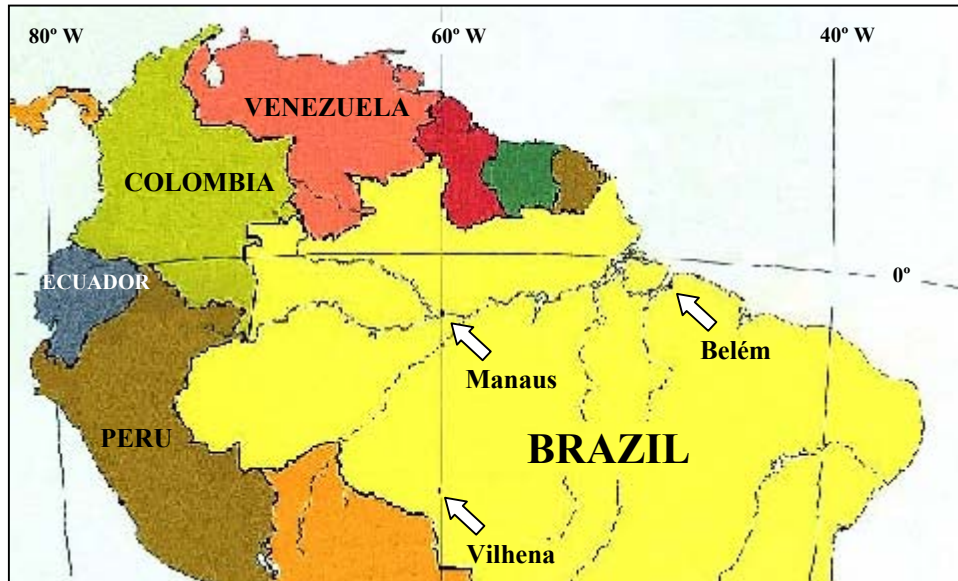 80º W
60º W
40º W
VENEZUELA
COLOMBIA
ECUADOR
0º
Belém
Manaus
PERU
BRAZIL
Vilhena